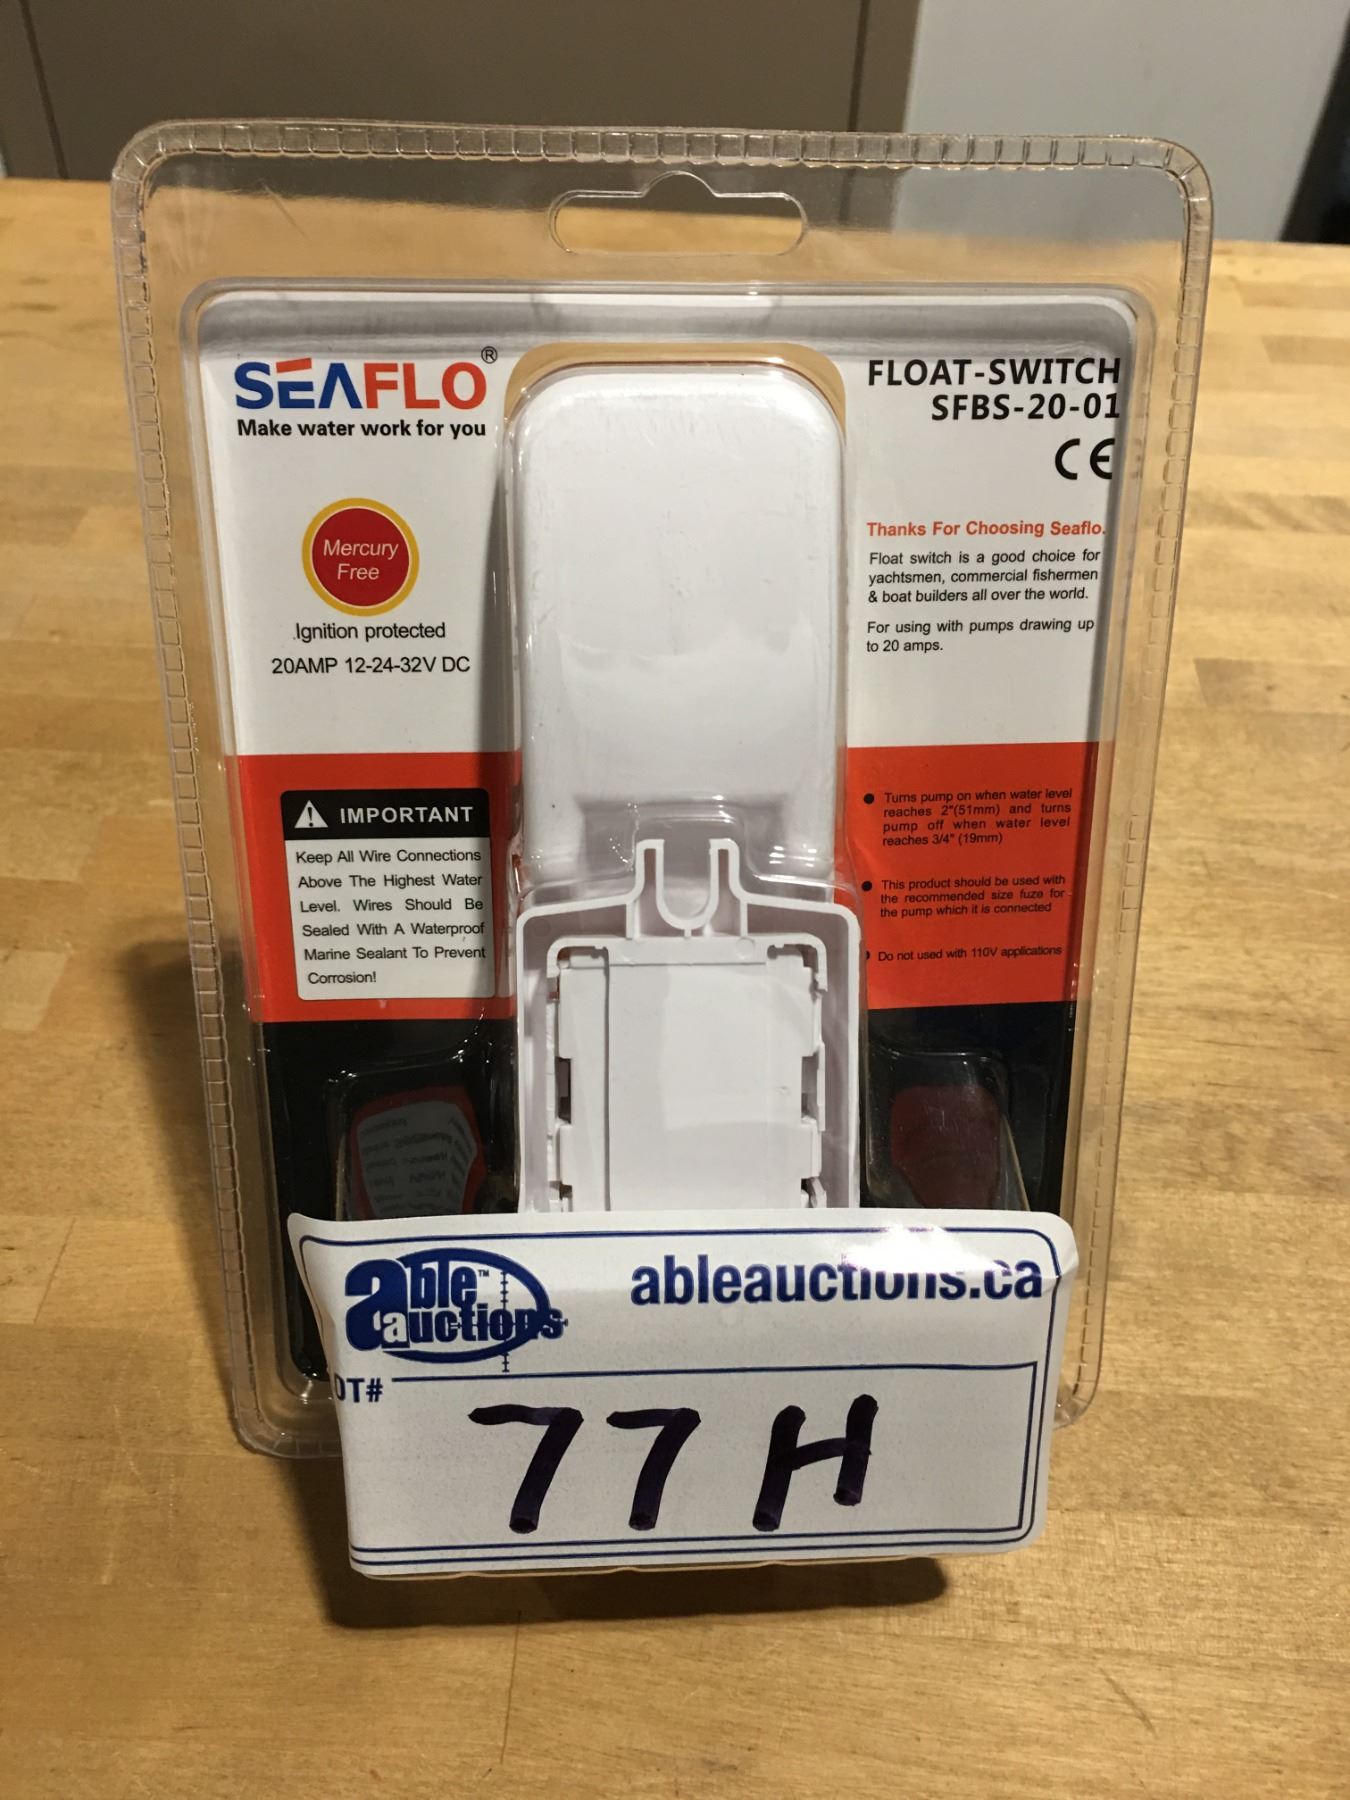 SEAFLO®
Make water work for you
Mercury
Free
Ignition protected
20AMP 12-24-32V DC
IMPORTANT
Keep All Wire Connections
Above The Highest Water
Level. Wires Should Be
Sealed With A Waterproof
Marine Sealant To Prevent
Corrosion!
FLOAT-SWITCH
SFBS-20-01
CE
Thanks For Choosing Seaflo.
Float switch is a good choice for
yachtsmen, commercial fishermen
& boat builders all over the world.
For using with pumps drawing up
to 20 amps.
● Turns pump on when water level
reaches 2"(51mm) and turns
pump off when water level
reaches 3/4" (19mm)
● This product should be used with
the recommended size fuze for
the pump which it is connected
● Do not used with 110V applications
able™
auctions
ableauctions.ca
OT#
77H